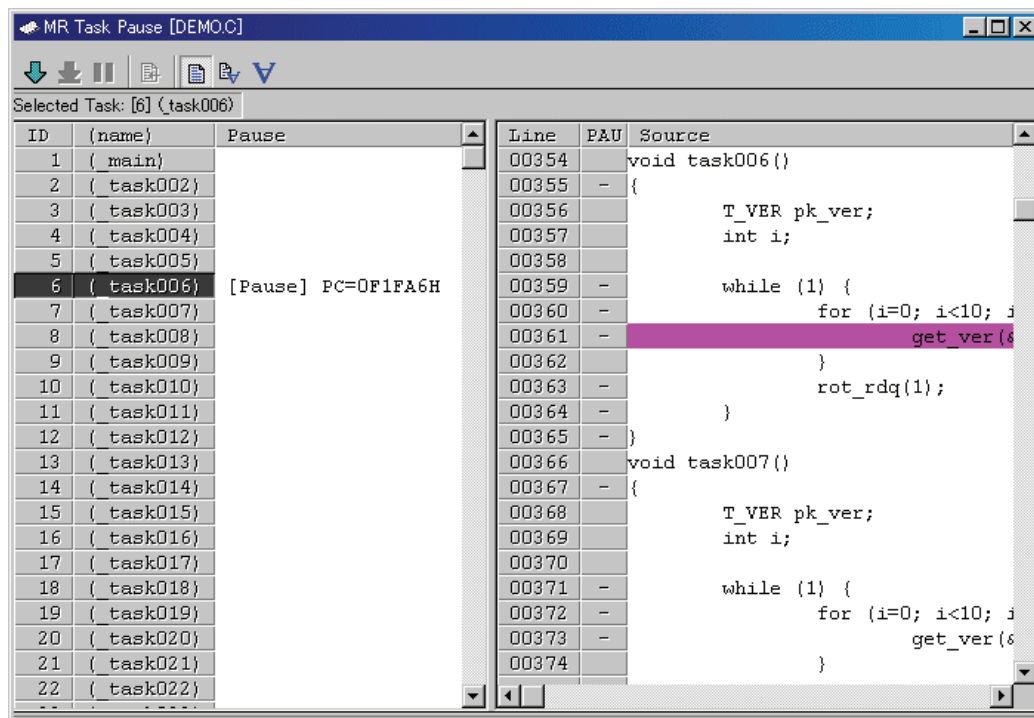 MR Task Pause [DEMO.C]
Selected Task: [6] (_task006)
ID (name) Pause
1 (_main)
2 (_task002)
3 (_task003)
4 (_task004)
5 (_task005)
6 (_task006) [Pause] PC=0F1FA6H
7 (_task007)
8 (_task008)
9 (_task009)
10 (_task010)
11 (_task011)
12 (_task012)
13 (_task013)
14 (_task014)
15 (_task015)
16 (_task016)
17 (_task017)
18 (_task018)
19 (_task019)
20 (_task020)
21 (_task021)
22 (_task022)
Line PAU Source
00354 void task006()
00355 - {
00356 T_VER pk_ver;
00357 int i;
00358
00359 - while (1) {
00360 - for (i=0; i<10; i
00361 - get_ver(&
00362 }
00363 - rot_rdq(1);
00364 - }
00365 - }
00366 void task007()
00367 - {
00368 T_VER pk_ver;
00369 int i;
00370
00371 - while (1) {
00372 - for (i=0; i<10; i
00373 - get_ver(&
00374 }